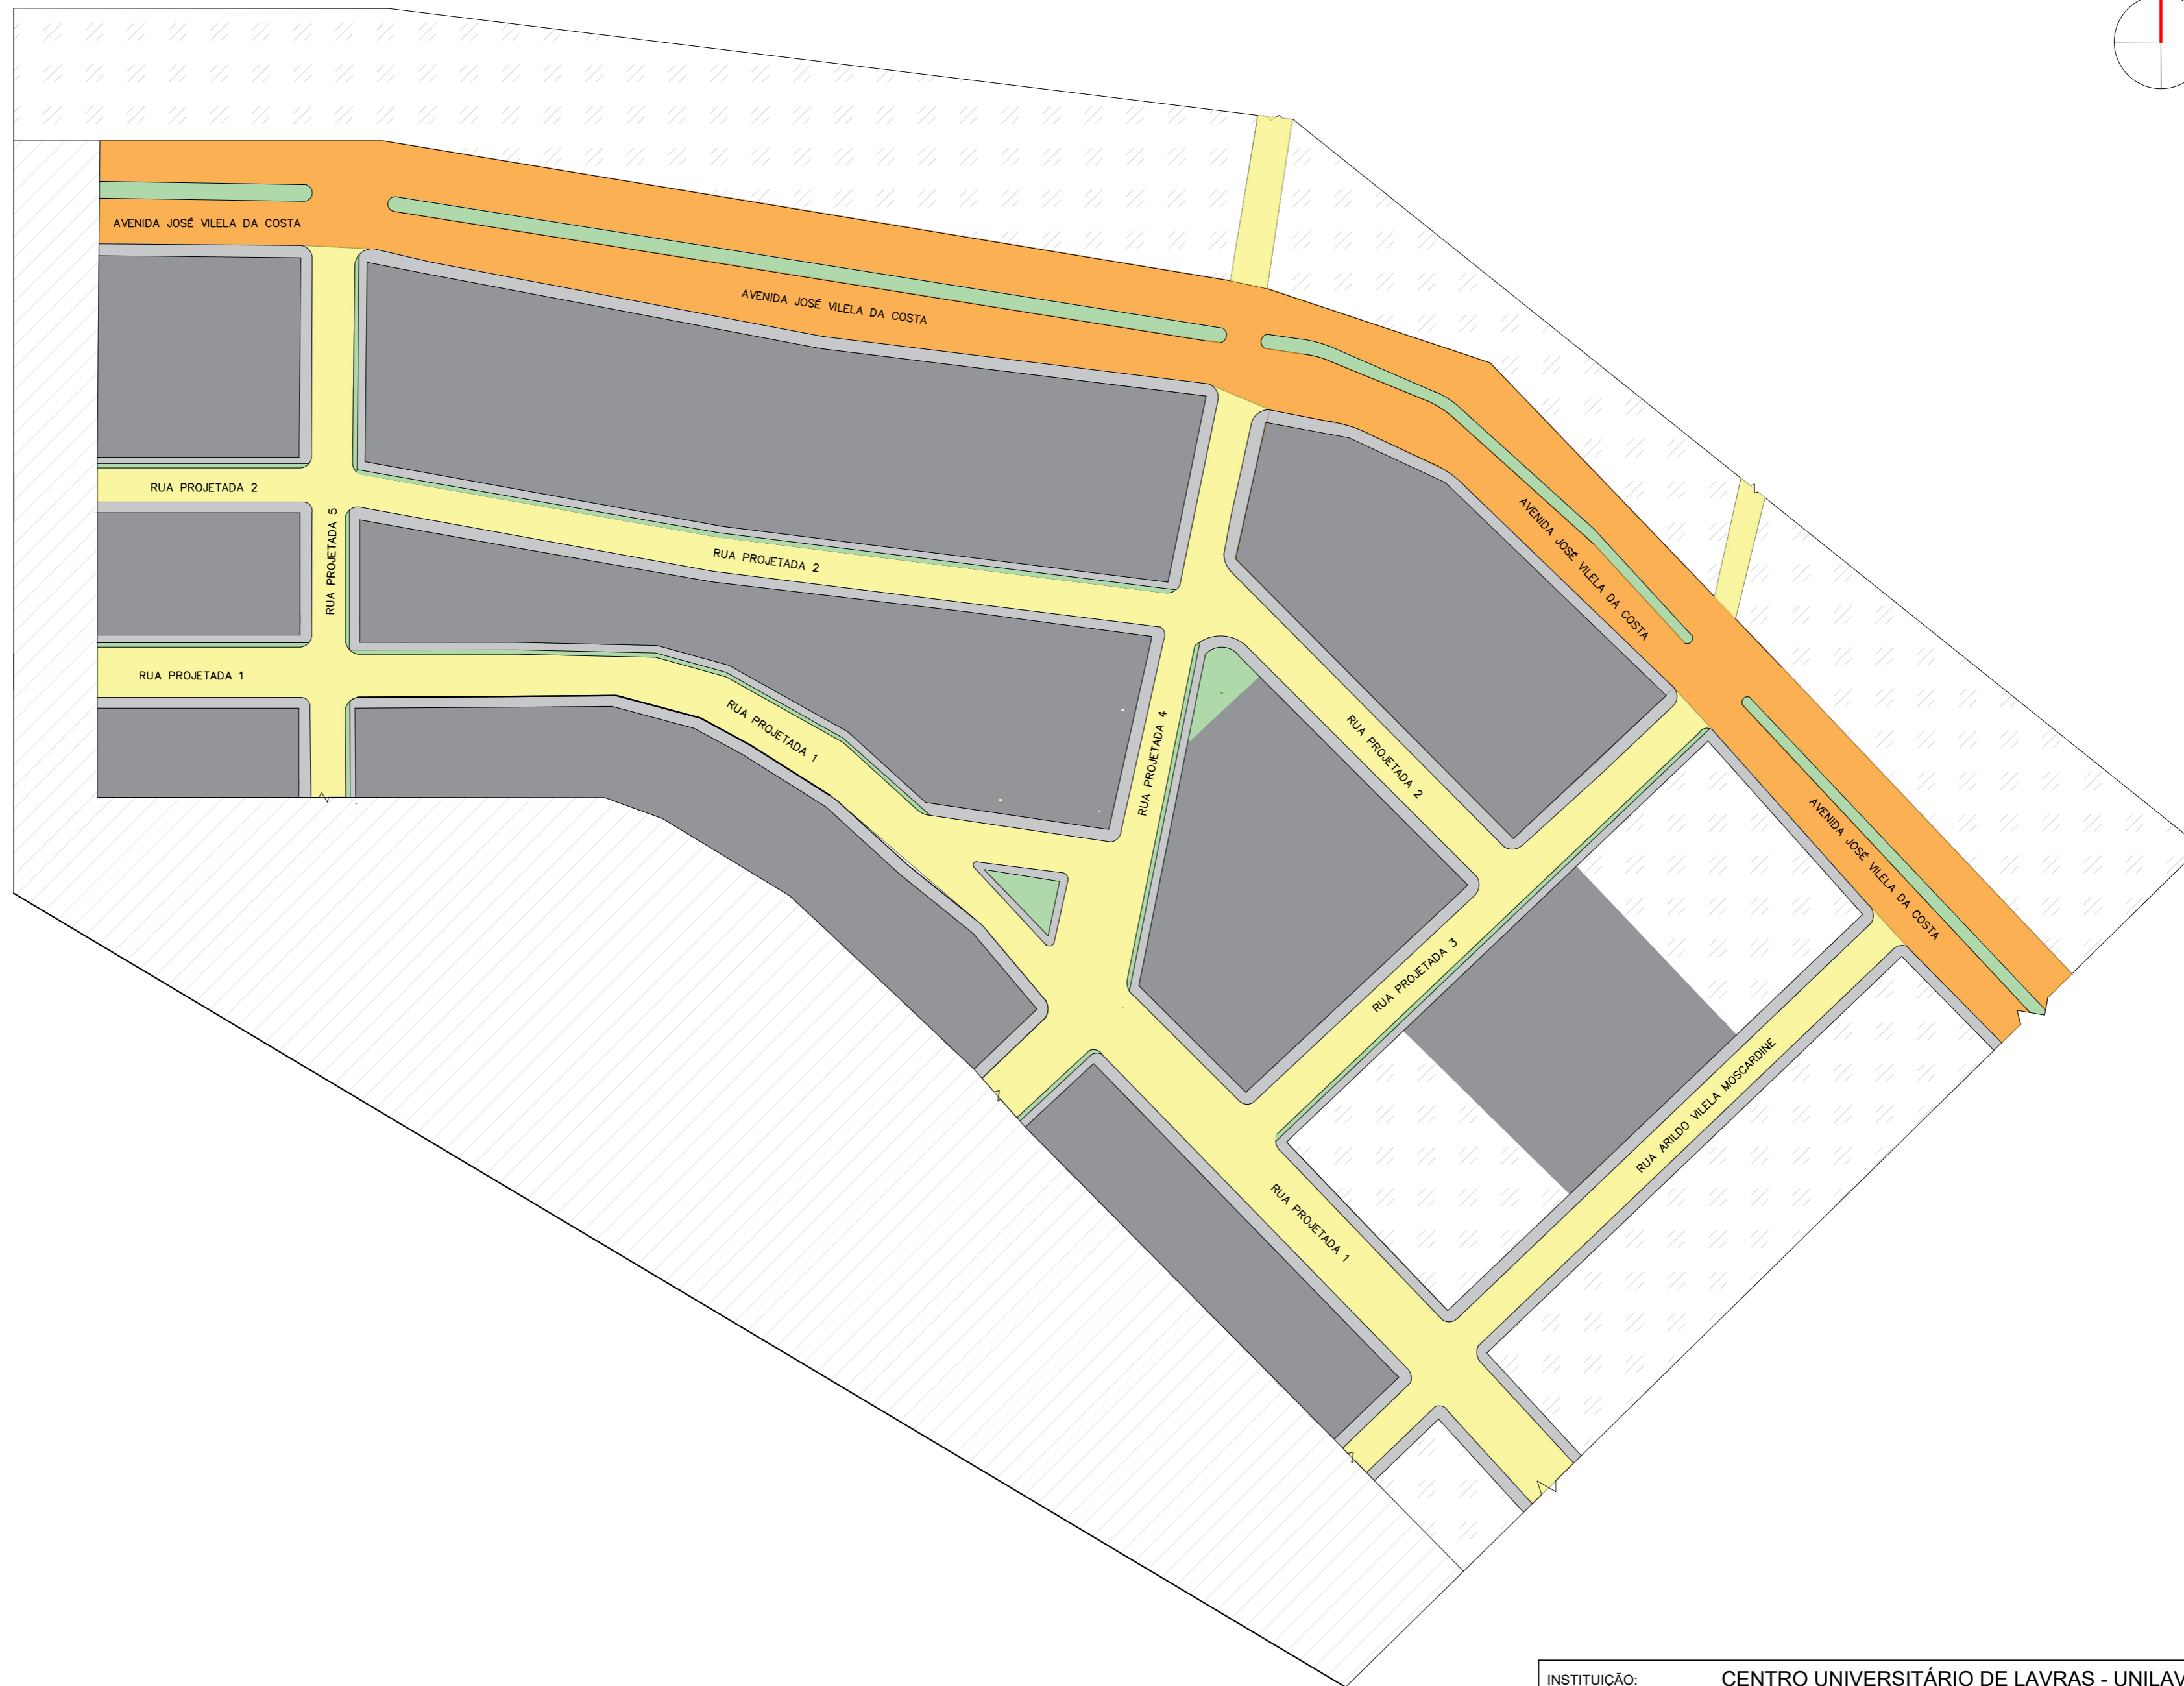 AVENIDA JOSÉ VILELA DA COSTA
AVENIDA JOSÉ VILELA DA COSTA
RUA PROJETADA 2
RUA PROJETADA 5
RUA PROJETADA 2
AVENIDA JOSÉ VILELA DA COSTA
RUA PROJETADA 1
RUA PROJETADA 1
RUA PROJETADA 4
RUA PROJETADA 2
AVENIDA JOSÉ VILELA DA COSTA
RUA PROJETADA 3
RUA ARILDO VILELA MOSCARDINE
RUA PROJETADA 1
INSTITUIÇÃO: CENTRO UNIVERSITÁRIO DE LAVRAS - UNILAV